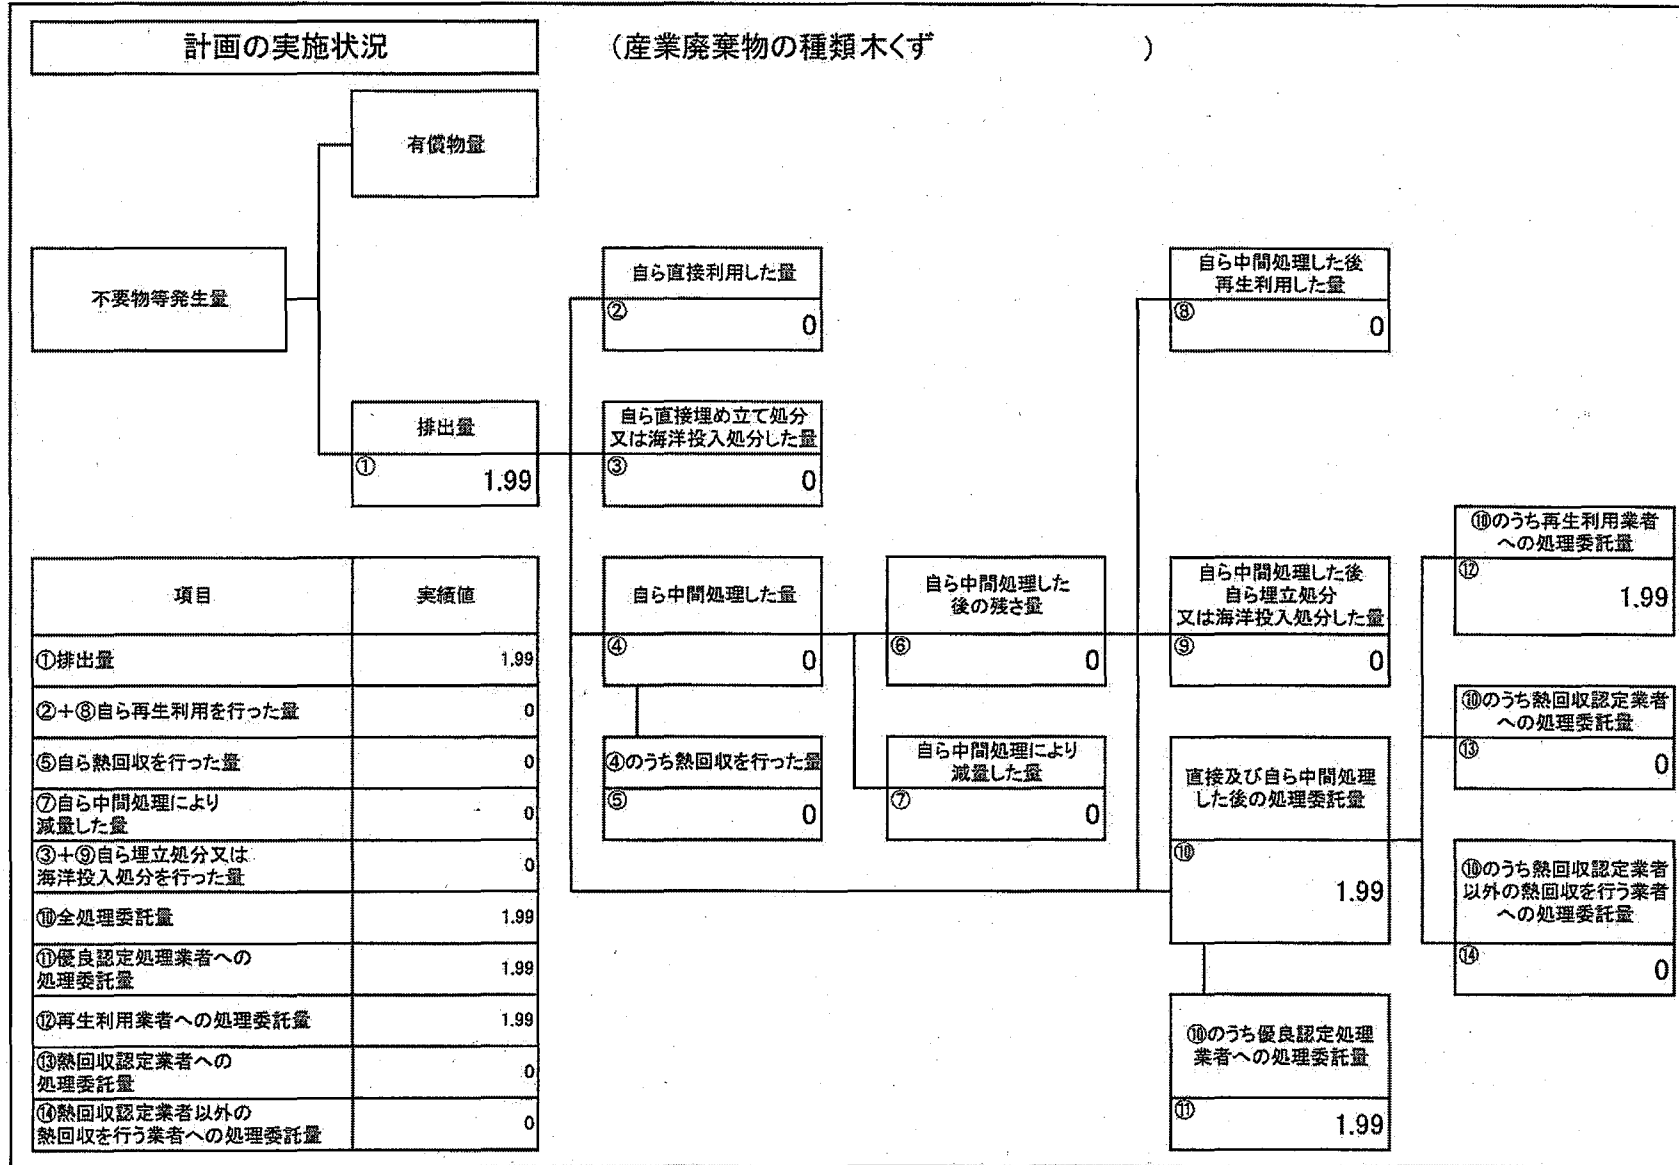 計画の実施状況
（産業廃棄物の種類木くず　　　　　　　　）
有償物量
不要物等発生量
排出量
①
1.99
自ら直接利用した量
②
0
自ら直接埋め立て処分
又は海洋投入処分した量
③
0
自ら中間処理した量
④
0
④のうち熱回収を行った量
⑤
0
自ら中間処理した
後の残さ量
⑥
0
自ら中間処理により
減量した量
⑦
0
自ら中間処理した後
再生利用した量
⑧
0
自ら中間処理した後
自ら埋立処分
又は海洋投入処分した量
⑨
0
直接及び自ら中間処理
した後の処理委託量
⑩
1.99
⑩のうち優良認定処理
業者への処理委託量
⑪
1.99
⑩のうち再生利用業者
への処理委託量
⑫
1.99
⑩のうち熱回収認定業者
への処理委託量
⑬
0
⑩のうち熱回収認定業者
以外の熱回収を行う業者
への処理委託量
⑭
0
項目 実績値
①排出量 1.99
②＋⑧自ら再生利用を行った量 0
⑤自ら熱回収を行った量 0
⑦自ら中間処理により
減量した量 0
③＋⑨自ら埋立処分又は
海洋投入処分を行った量 0
⑩全処理委託量 1.99
⑪優良認定処理業者への
処理委託量 1.99
⑫再生利用業者への処理委託量 1.99
⑬熱回収認定業者への
処理委託量 0
⑭熱回収認定業者以外の
熱回収を行う業者への処理委託量 0